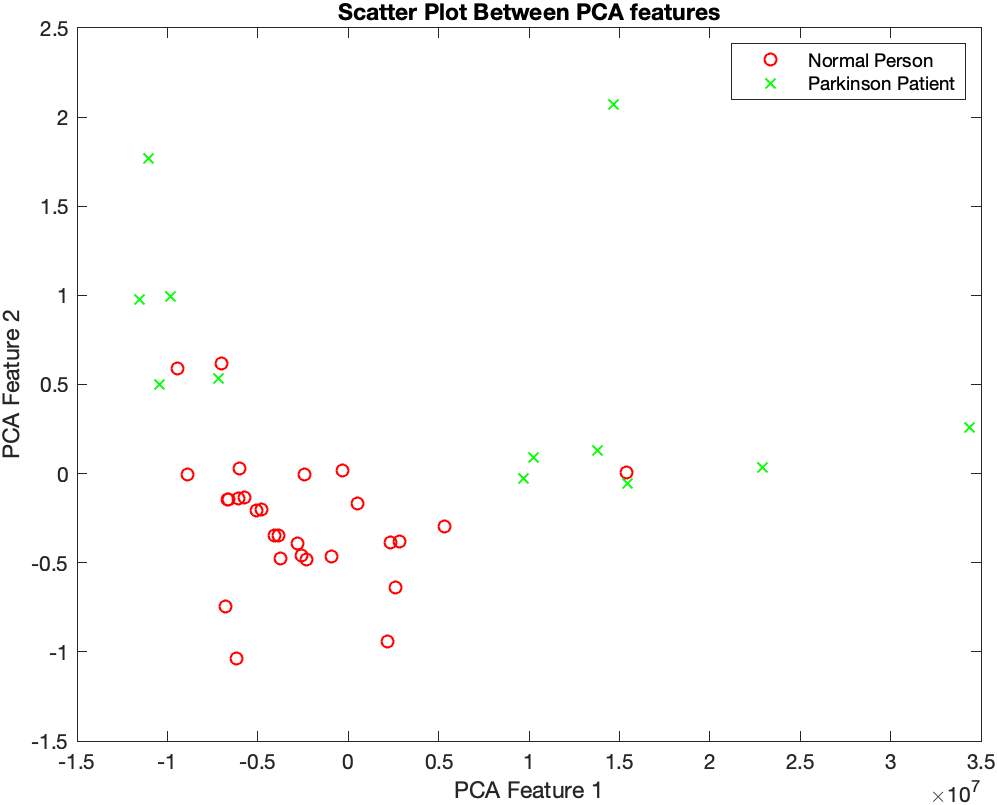 Scatter Plot Between PCA features
Normal Person
Parkinson Patient
PCA Feature 2
2.5
2
1.5
1
0.5
0
-0.5
-1
-1.5
-1.5 -1 -0.5 0 0.5 1 1.5 2 2.5 3 3.5
PCA Feature 1
×10⁷